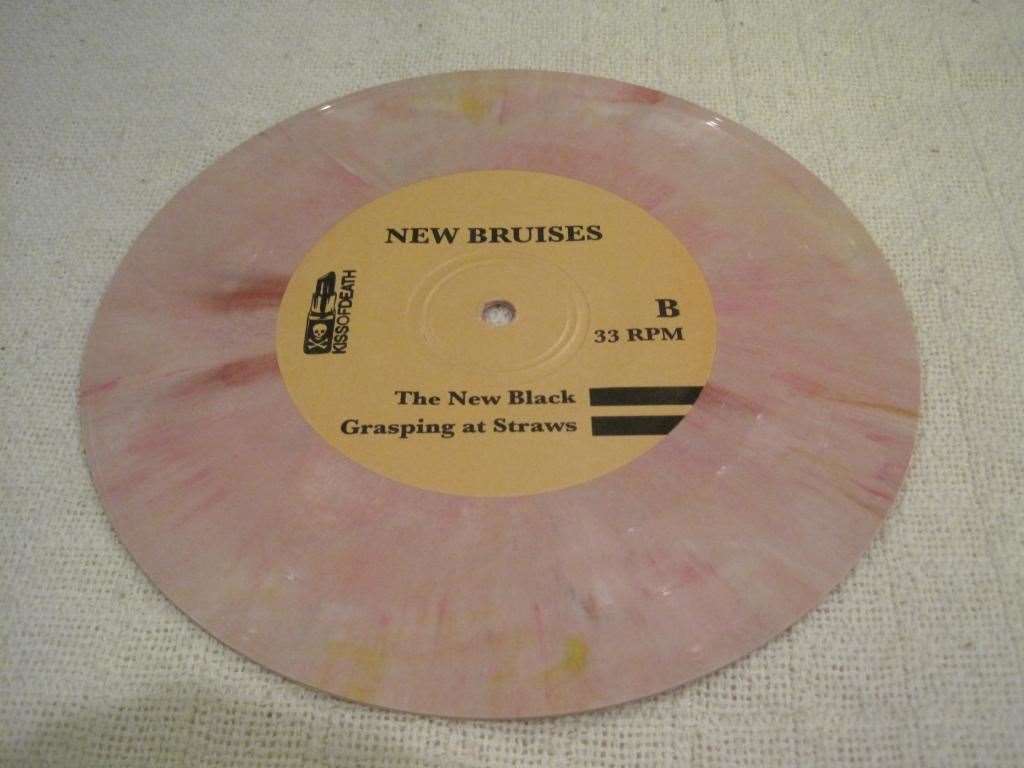 NEW BRUISES
KISSOFDEATH
B
33 RPM
The New Black
Grasping at Straws